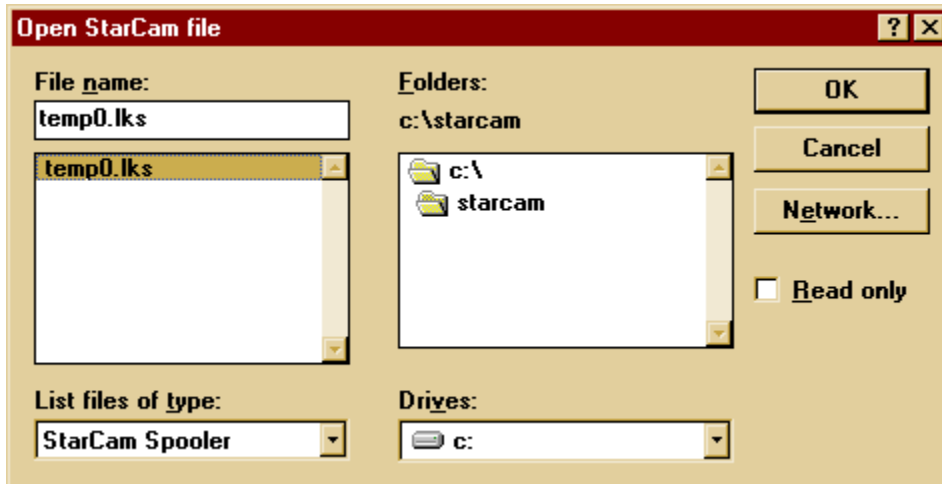 Open StarCam file
File name:
temp0.lks
temp0.lks
List files of type:
StarCam Spooler
Folders:
c:\starcam
c:\
starcam
Drives:
c:
OK
Cancel
Network...
Read only